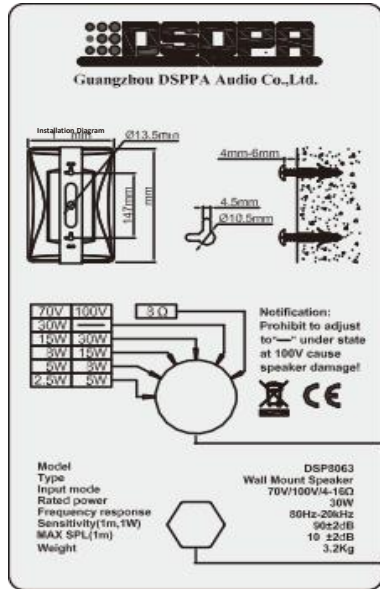 DSPPA
Guangzhou DSPPA Audio Co.,Ltd.
Installation Diagram
mm
Ø13.5min
147mm
mm
4mm-6mm
4.5mm
Ø10.5mm
70V 100V 8 Ω
30W —
15W 30W
8W 15W
5W 8W
2.5W 5W
Notification:
Prohibit to adjust
to"—" under state
at 100V cause
speaker damage!
CE
Model DSP8063
Type Wall Mount Speaker
Input mode 70V/100V/4-16Ω
Rated power 30W
Frequency response 80Hz-20kHz
Sensitivity(1m,1W) 90±2dB
MAX SPL(1m) 10 ±2dB
Weight 3.2Kg